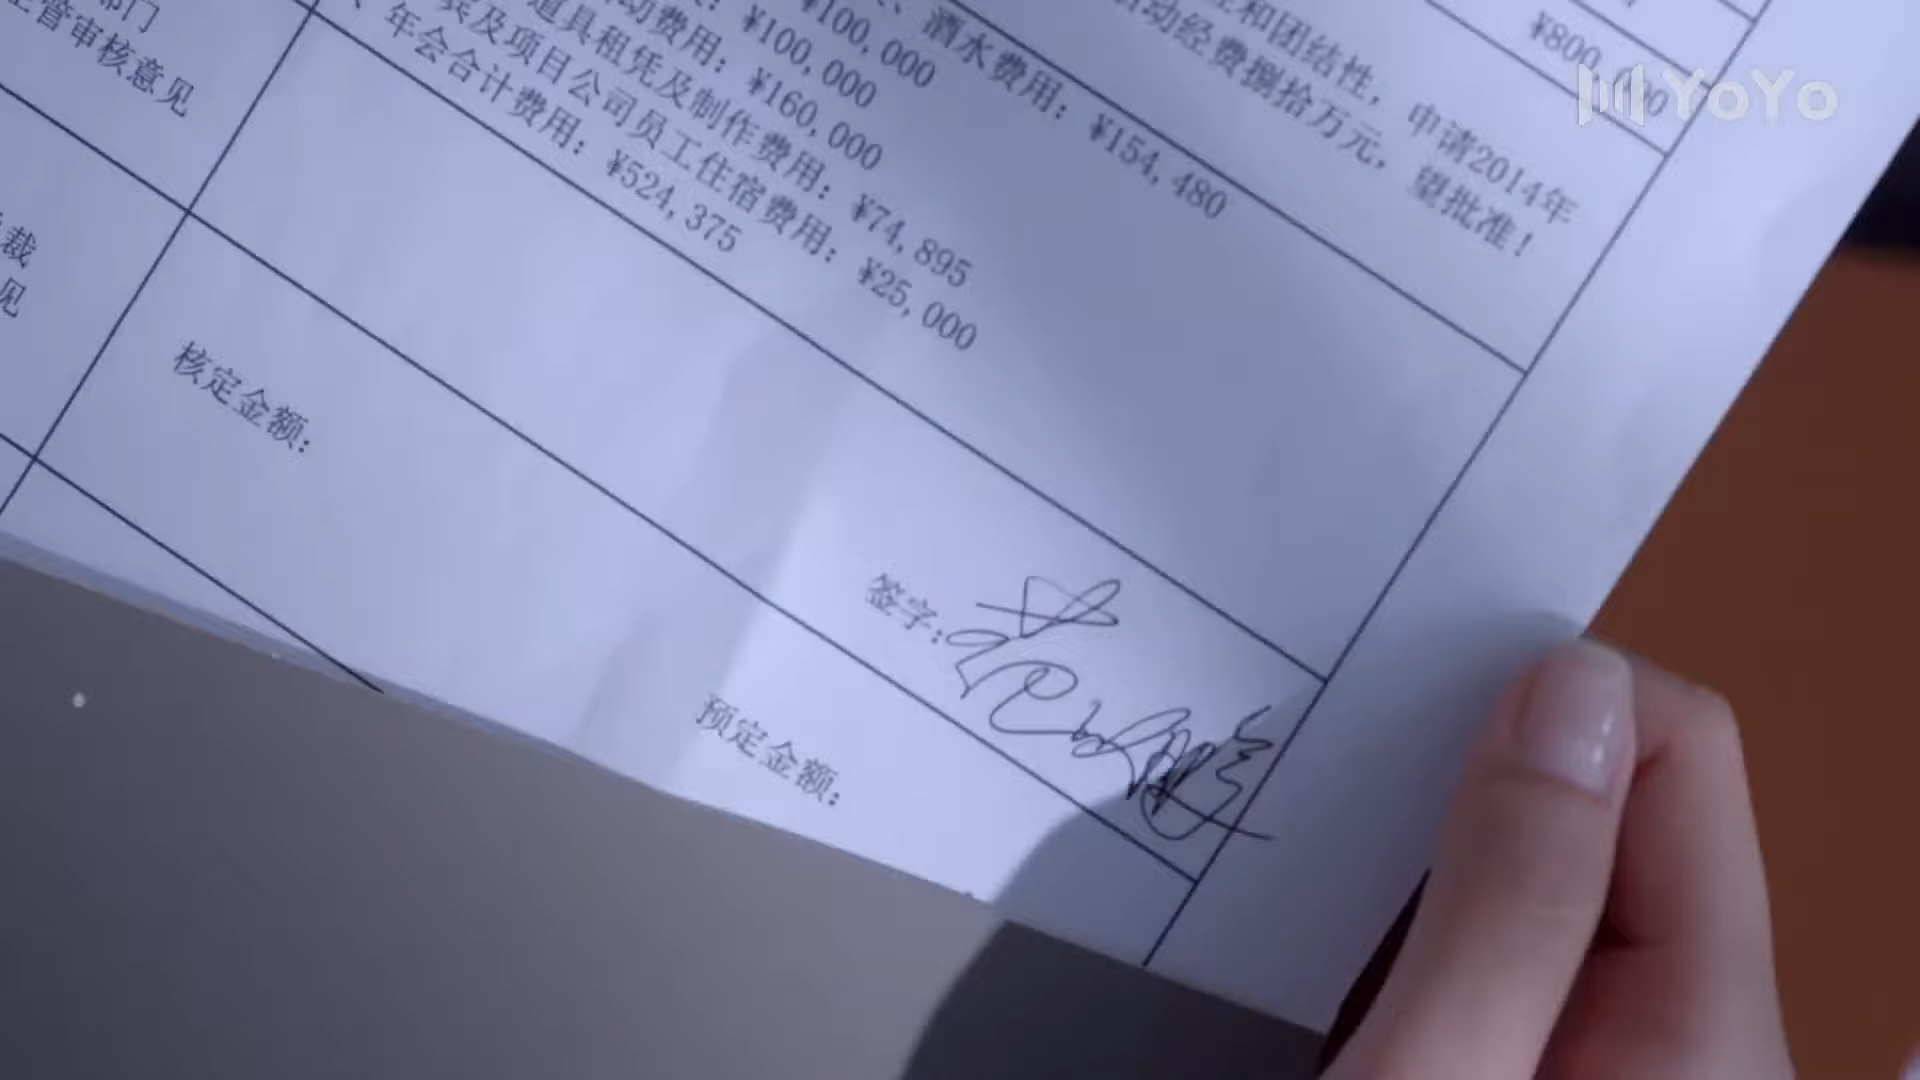 ¥800,
YoYo
和团结性，申请2014年
动经费捌拾万元，望批准！
、酒水费用：¥154,480
¥100,000
：¥100,000
动费用：¥160,000
道具租凭及制作费用：¥74,895
宾及项目公司员工住宿费用：¥25,000
、年会合计费用：¥524,375
部门
主管审核意见
裁
见
签字：
核定金额：
预定金额：